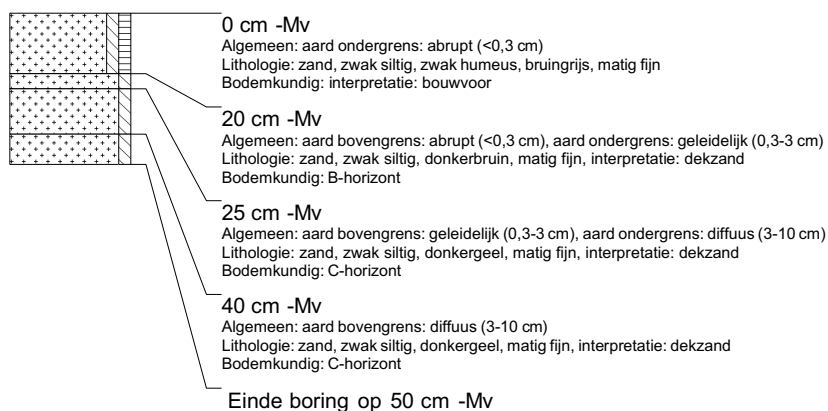 0 cm -Mv
Algemeen: aard ondergrens: abrupt (<0,3 cm)
Lithologie: zand, zwak siltig, zwak humeus, bruingrijs, matig fijn
Bodemkundig: interpretatie: bouwvoor
20 cm -Mv
Algemeen: aard bovengrens: abrupt (<0,3 cm), aard ondergrens: geleidelijk (0,3-3 cm)
Lithologie: zand, zwak siltig, donkerbruin, matig fijn, interpretatie: dekzand
Bodemkundig: B-horizont
25 cm -Mv
Algemeen: aard bovengrens: geleidelijk (0,3-3 cm), aard ondergrens: diffuus (3-10 cm)
Lithologie: zand, zwak siltig, donkergeel, matig fijn, interpretatie: dekzand
Bodemkundig: C-horizont
40 cm -Mv
Algemeen: aard bovengrens: diffuus (3-10 cm)
Lithologie: zand, zwak siltig, donkergeel, matig fijn, interpretatie: dekzand
Bodemkundig: C-horizont
Einde boring op 50 cm -Mv